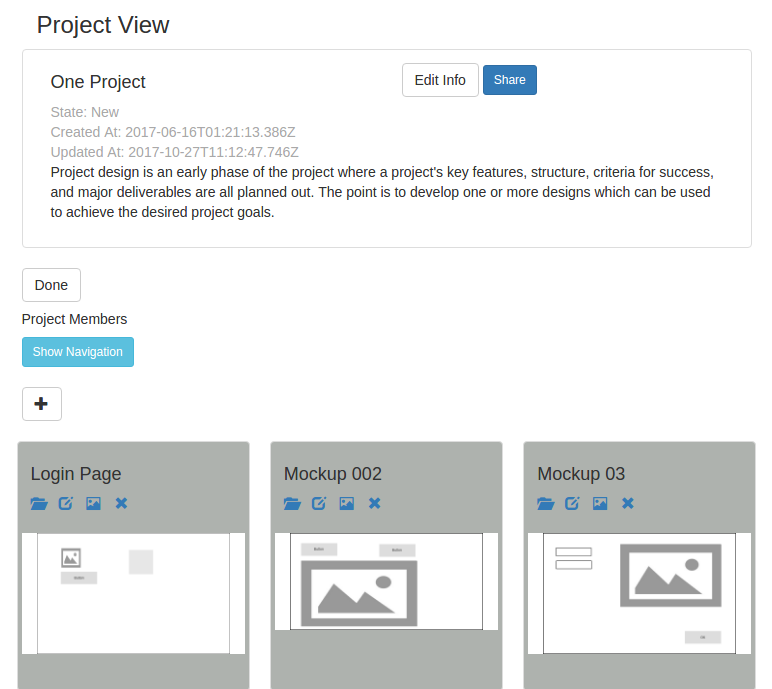 Project View
One Project
Edit Info
Share
State: New
Created At: 2017-06-16T01:21:13.386Z
Updated At: 2017-10-27T11:12:47.746Z
Project design is an early phase of the project where a project's key features, structure, criteria for success,
and major deliverables are all planned out. The point is to develop one or more designs which can be used
to achieve the desired project goals.
Done
Project Members
Show Navigation
Login Page
Mockup 002
Mockup 03
Button
Button
Button